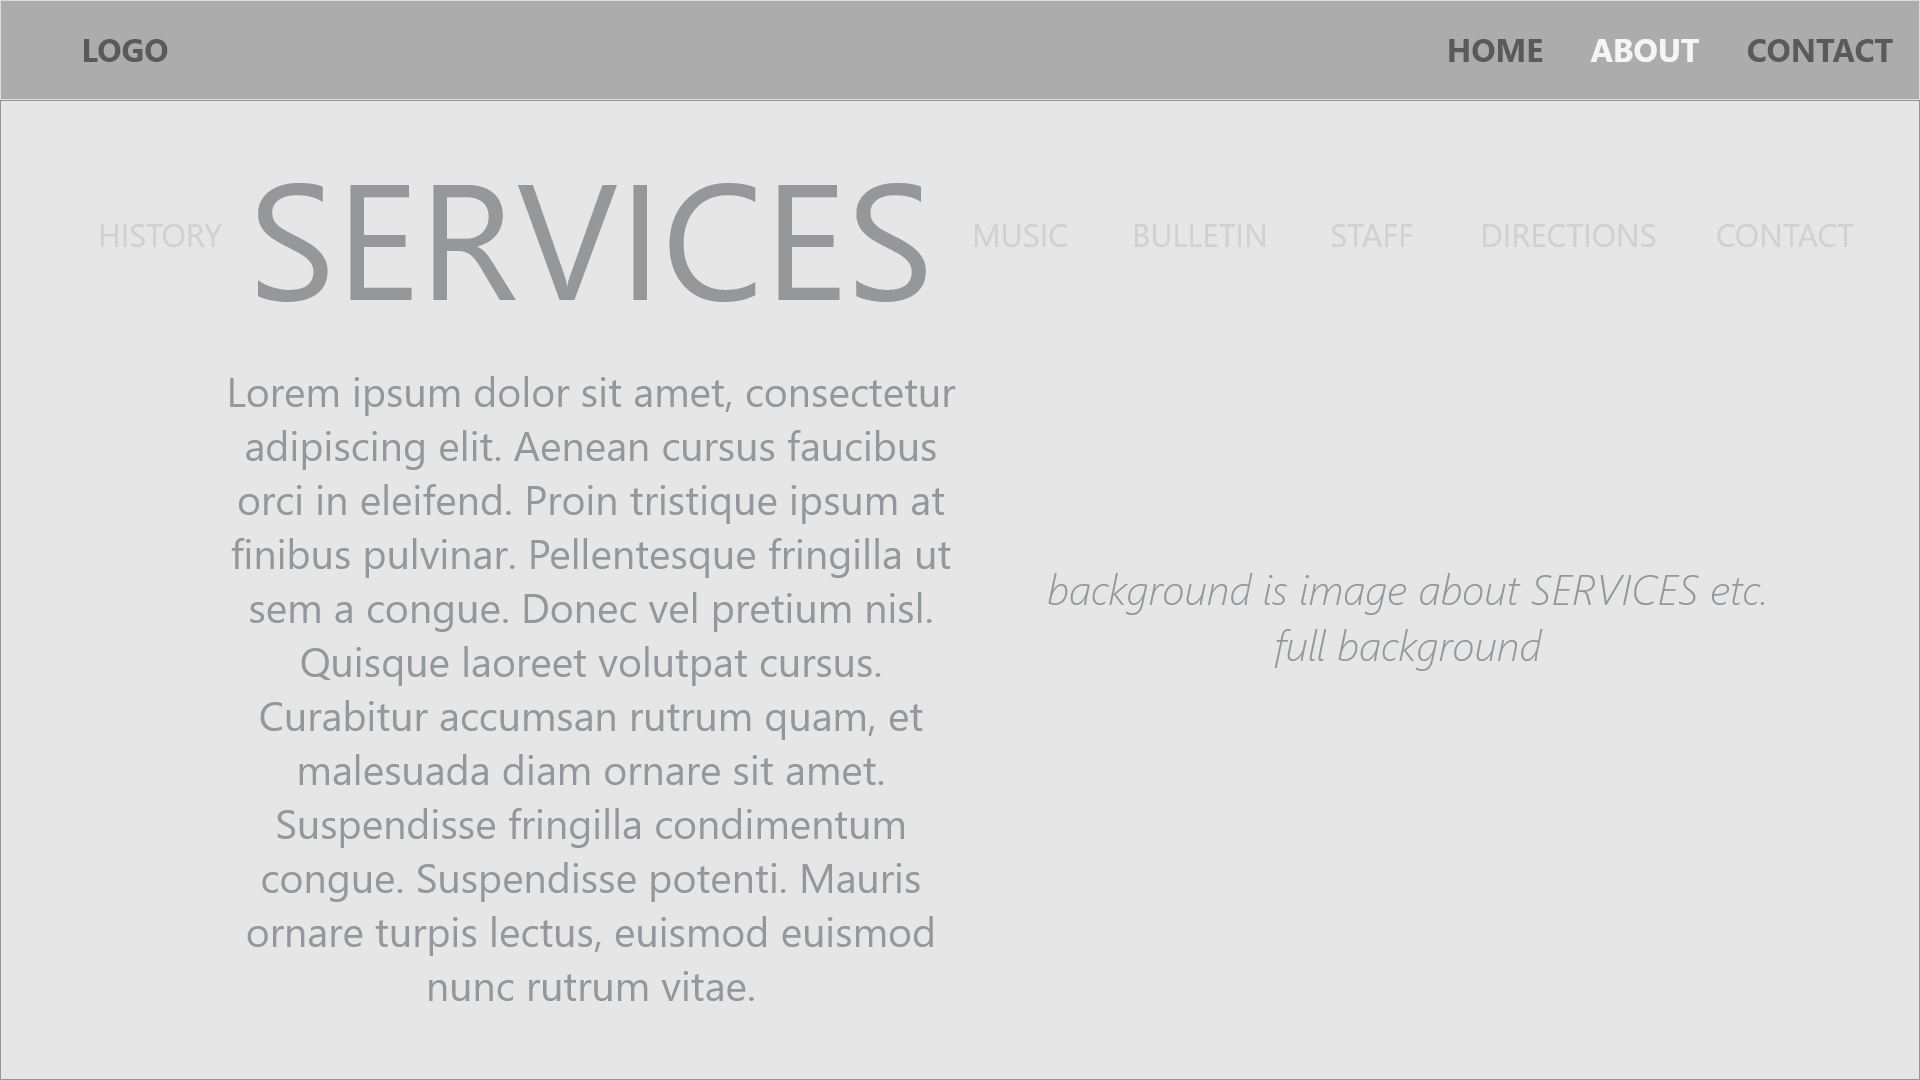 LOGO HOME ABOUT CONTACT
HISTORY SERVICES MUSIC BULLETIN STAFF DIRECTIONS CONTACT
Lorem ipsum dolor sit amet, consectetur
adipiscing elit. Aenean cursus faucibus
orci in eleifend. Proin tristique ipsum at
finibus pulvinar. Pellentesque fringilla ut
sem a congue. Donec vel pretium nisl.
Quisque laoreet volutpat cursus.
Curabitur accumsan rutrum quam, et
malesuada diam ornare sit amet.
Suspendisse fringilla condimentum
congue. Suspendisse potenti. Mauris
ornare turpis lectus, euismod euismod
nunc rutrum vitae.
background is image about SERVICES etc.
full background